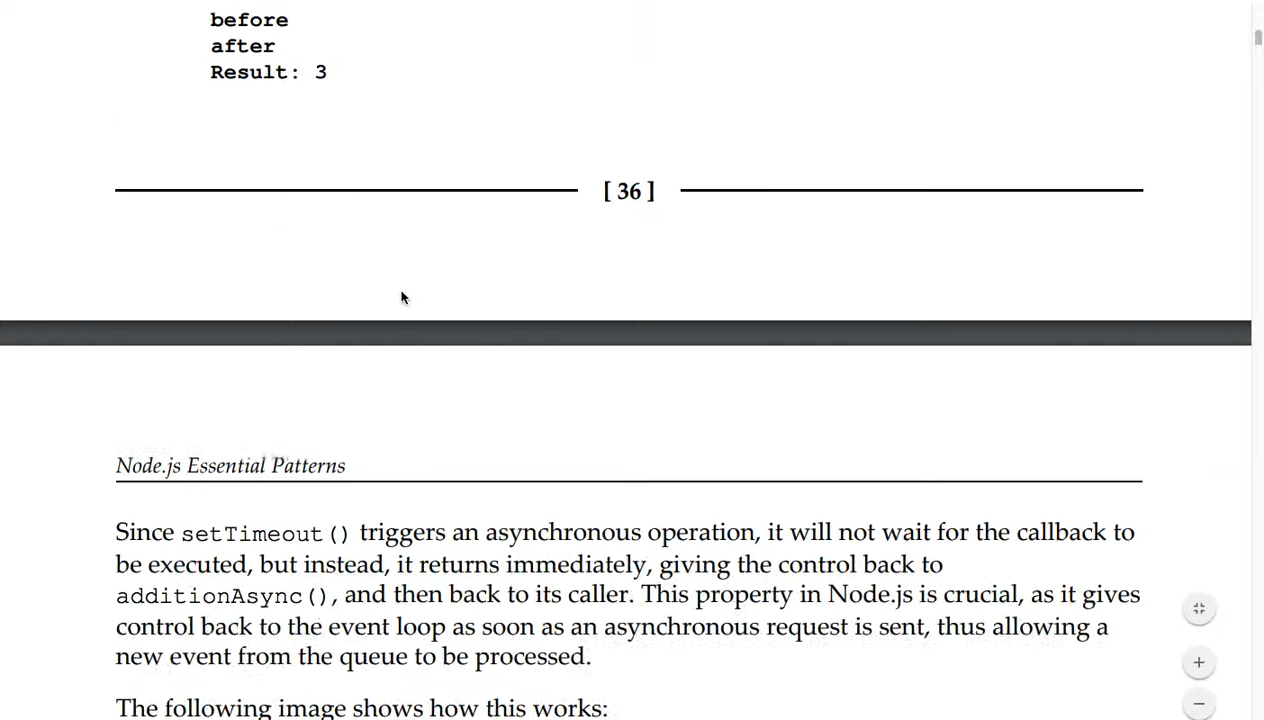 before
after
Result: 3
[ 36 ]
Node.js Essential Patterns
Since setTimeout() triggers an asynchronous operation, it will not wait for the callback to
be executed, but instead, it returns immediately, giving the control back to
additionAsync(), and then back to its caller. This property in Node.js is crucial, as it gives
control back to the event loop as soon as an asynchronous request is sent, thus allowing a
new event from the queue to be processed.
The following image shows how this works: